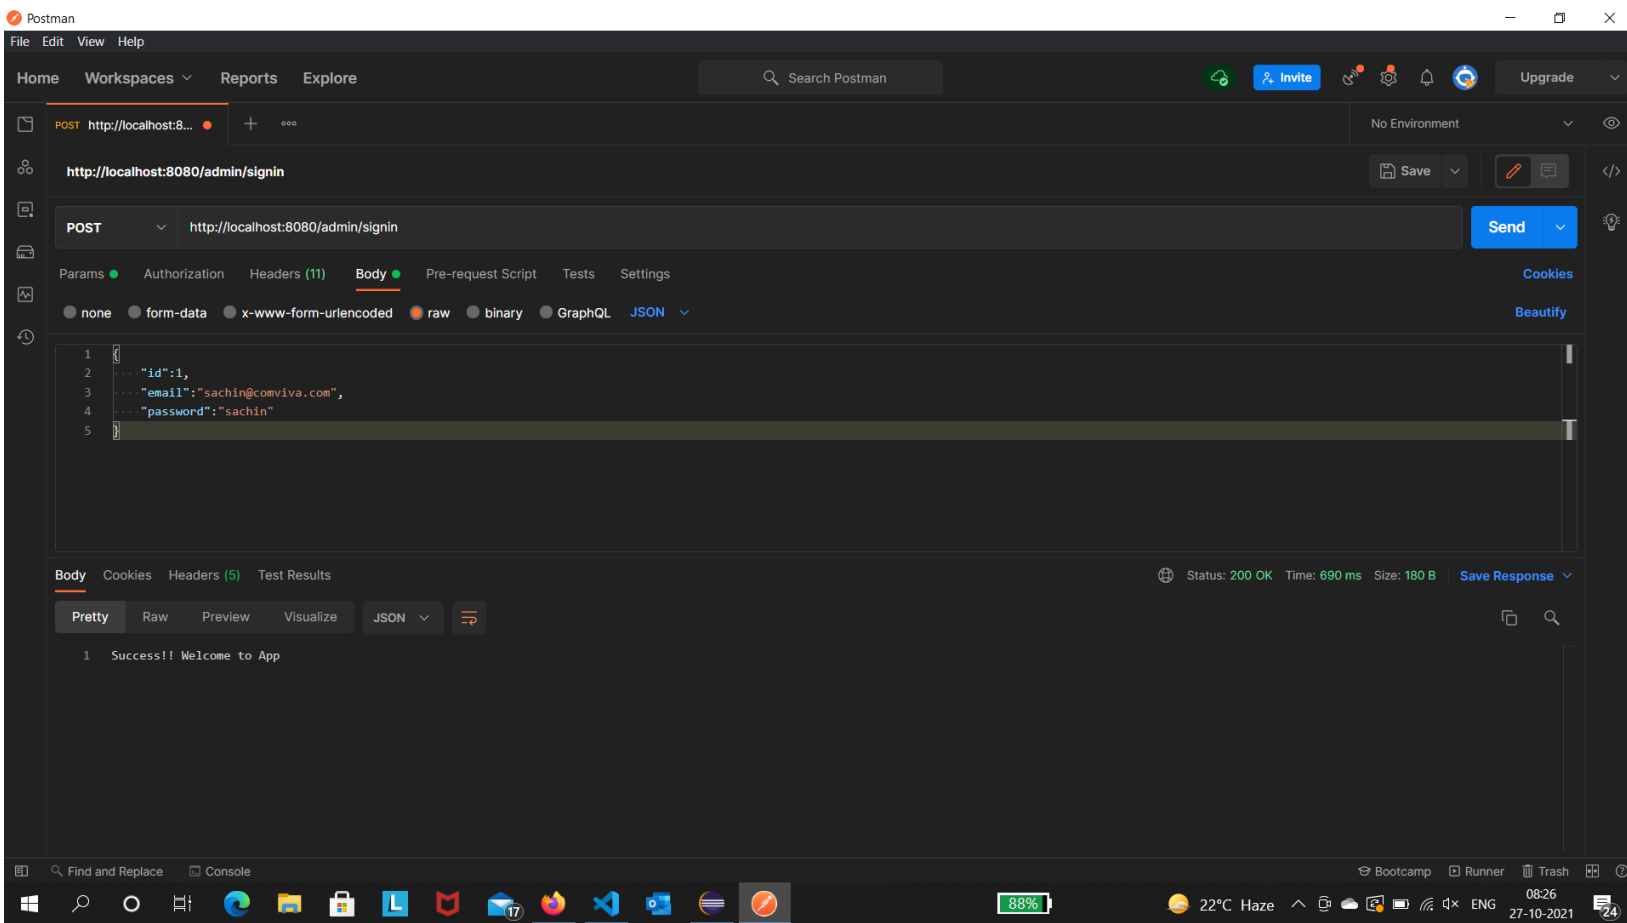 Postman
File Edit View Help
Home Workspaces Reports Explore Search Postman Invite Upgrade
POST http://localhost:8... No Environment
http://localhost:8080/admin/signin Save
POST http://localhost:8080/admin/signin Send
Params Authorization Headers (11) Body Pre-request Script Tests Settings Cookies
none form-data x-www-form-urlencoded raw binary GraphQL JSON Beautify
1 {
2 "id":1,
3 "email":"sachin@comviva.com",
4 "password":"sachin"
5 }
Body Cookies Headers (5) Test Results Status: 200 OK Time: 690 ms Size: 180 B Save Response
Pretty Raw Preview Visualize JSON
1 Success!! Welcome to App
Find and Replace Console Bootcamp Runner Trash
L 17 88% 22°C Haze ENG 08:26
27-10-2021 24